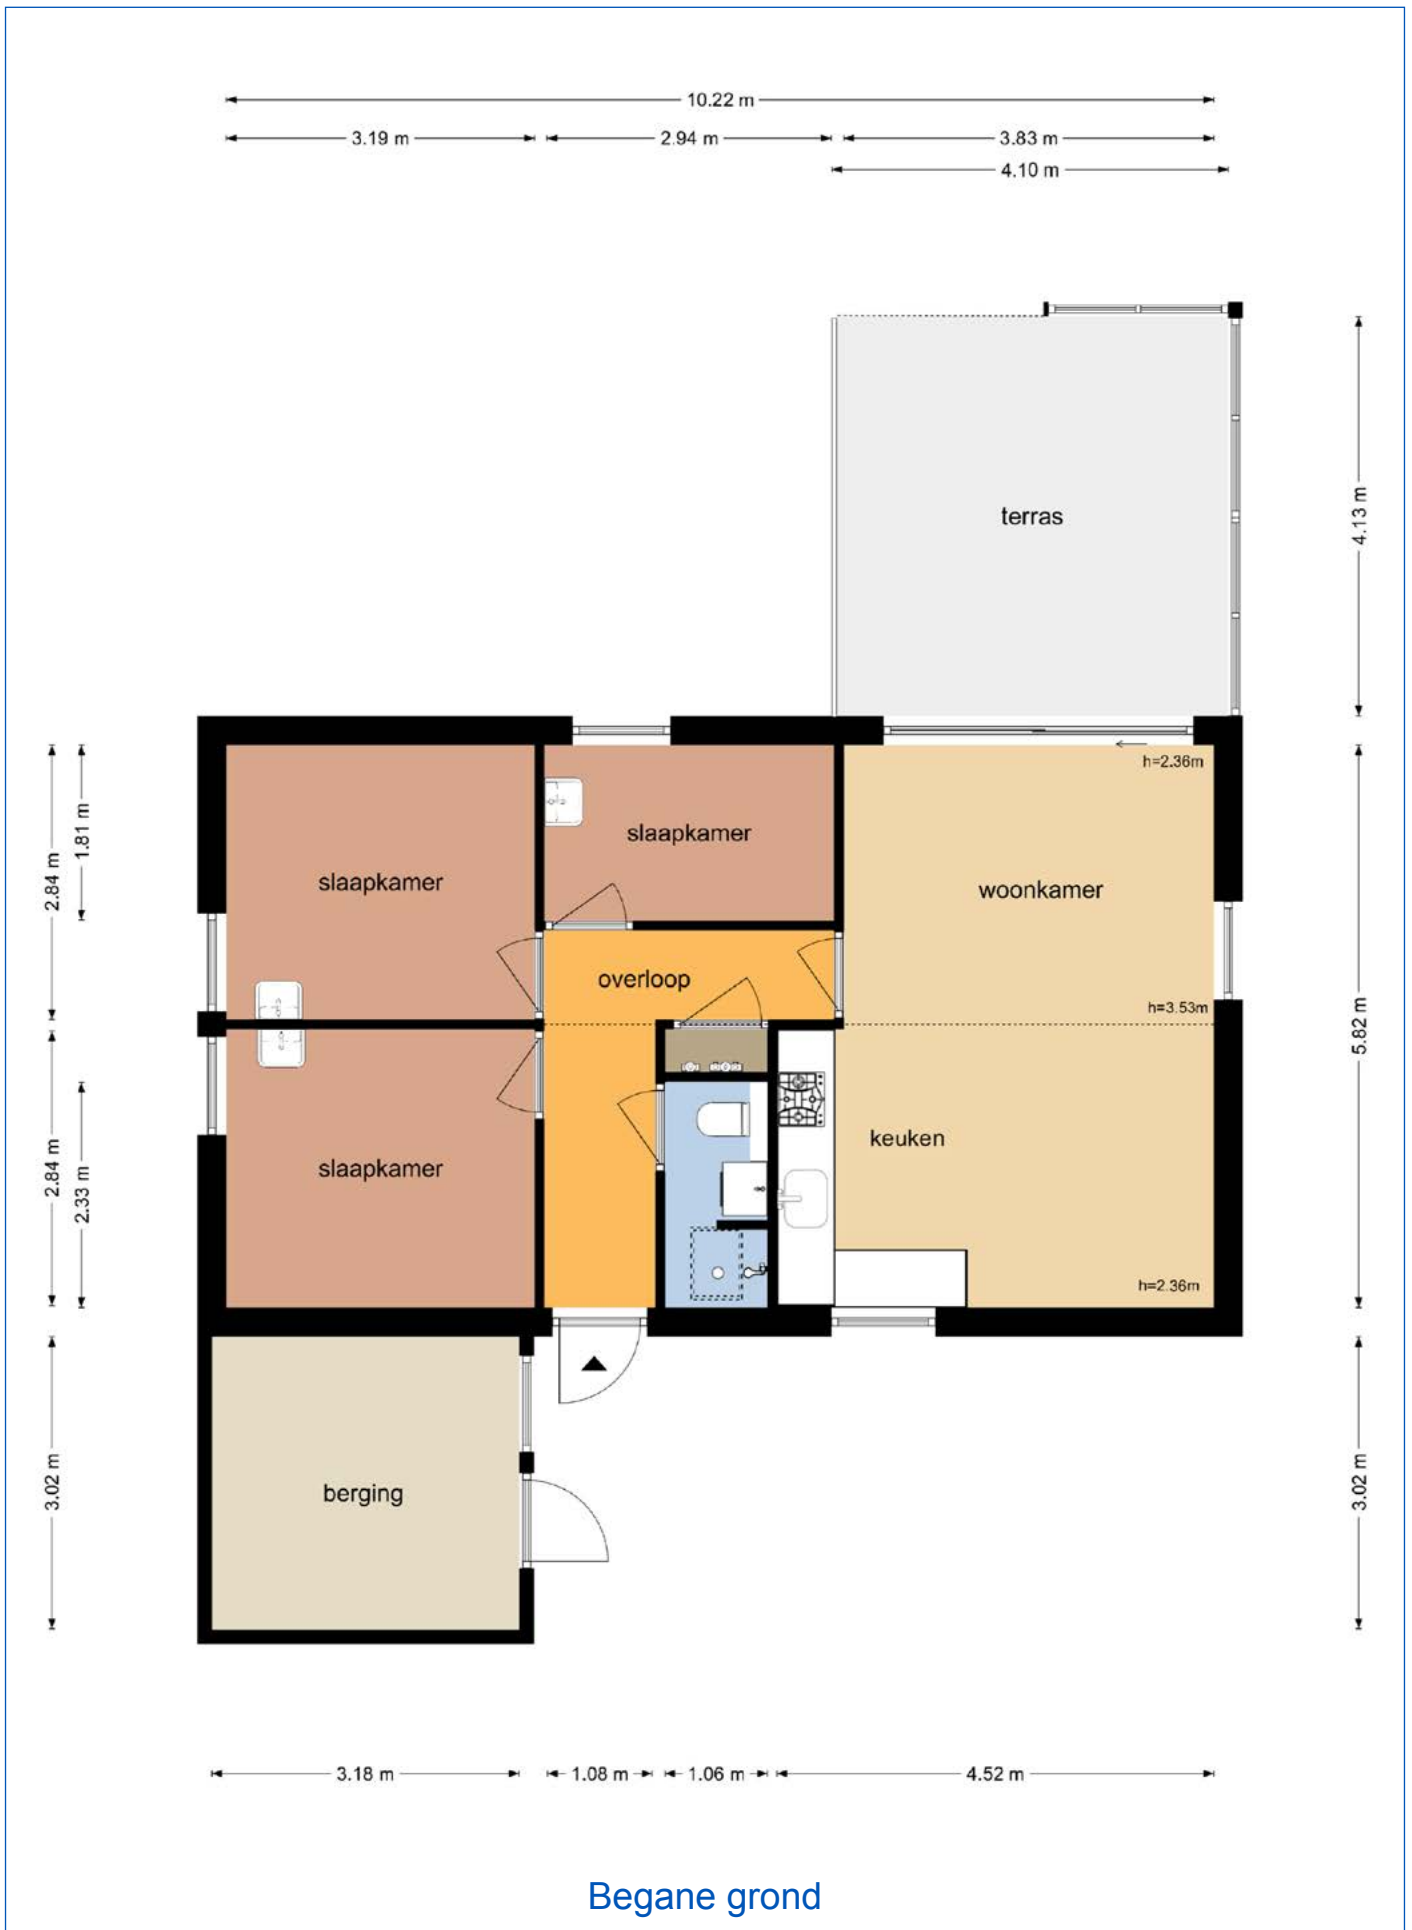 10.22 m
3.19 m
2.94 m
3.83 m
4.10 m
terras
4.13 m
h=2.36m
1.81 m
2.84 m
slaapkamer
slaapkamer
woonkamer
overloop
h=3.53m
5.82 m
keuken
2.84 m
2.33 m
slaapkamer
h=2.36m
berging
3.02 m
3.02 m
3.18 m
1.08 m
1.06 m
4.52 m
Begane grond